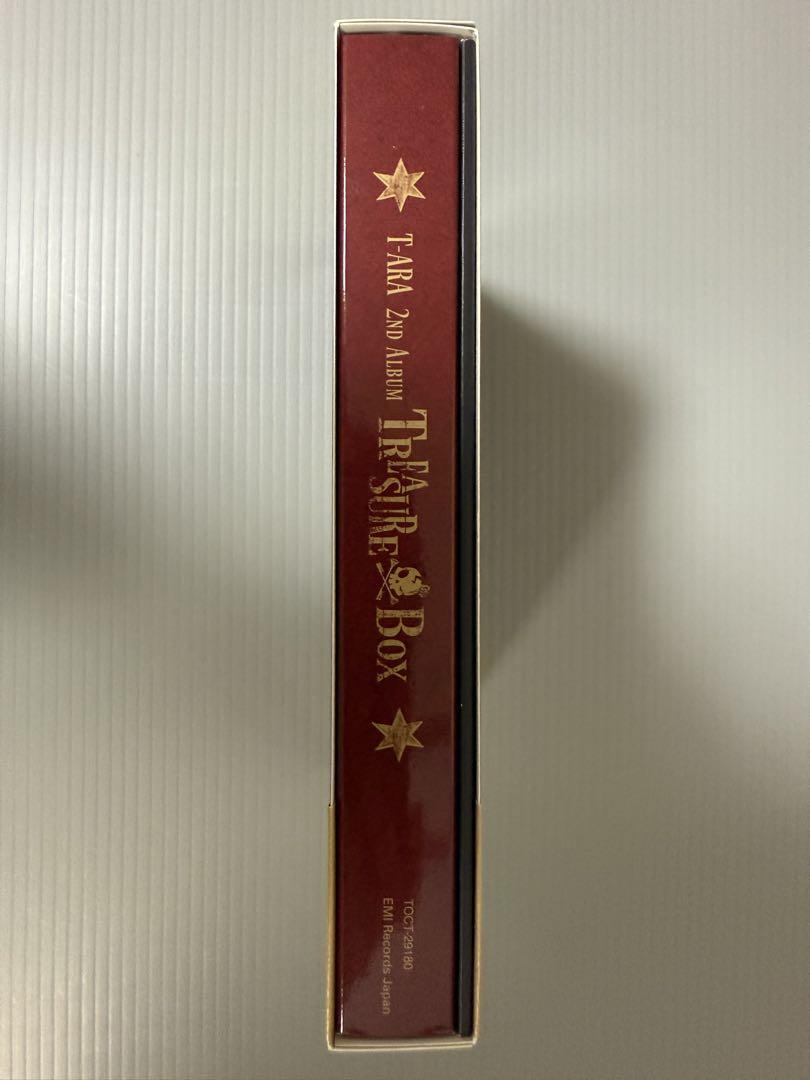 T-ARA 2ND ALBUM TREASURE BOX
TOCT-29180
EMI Records Japan